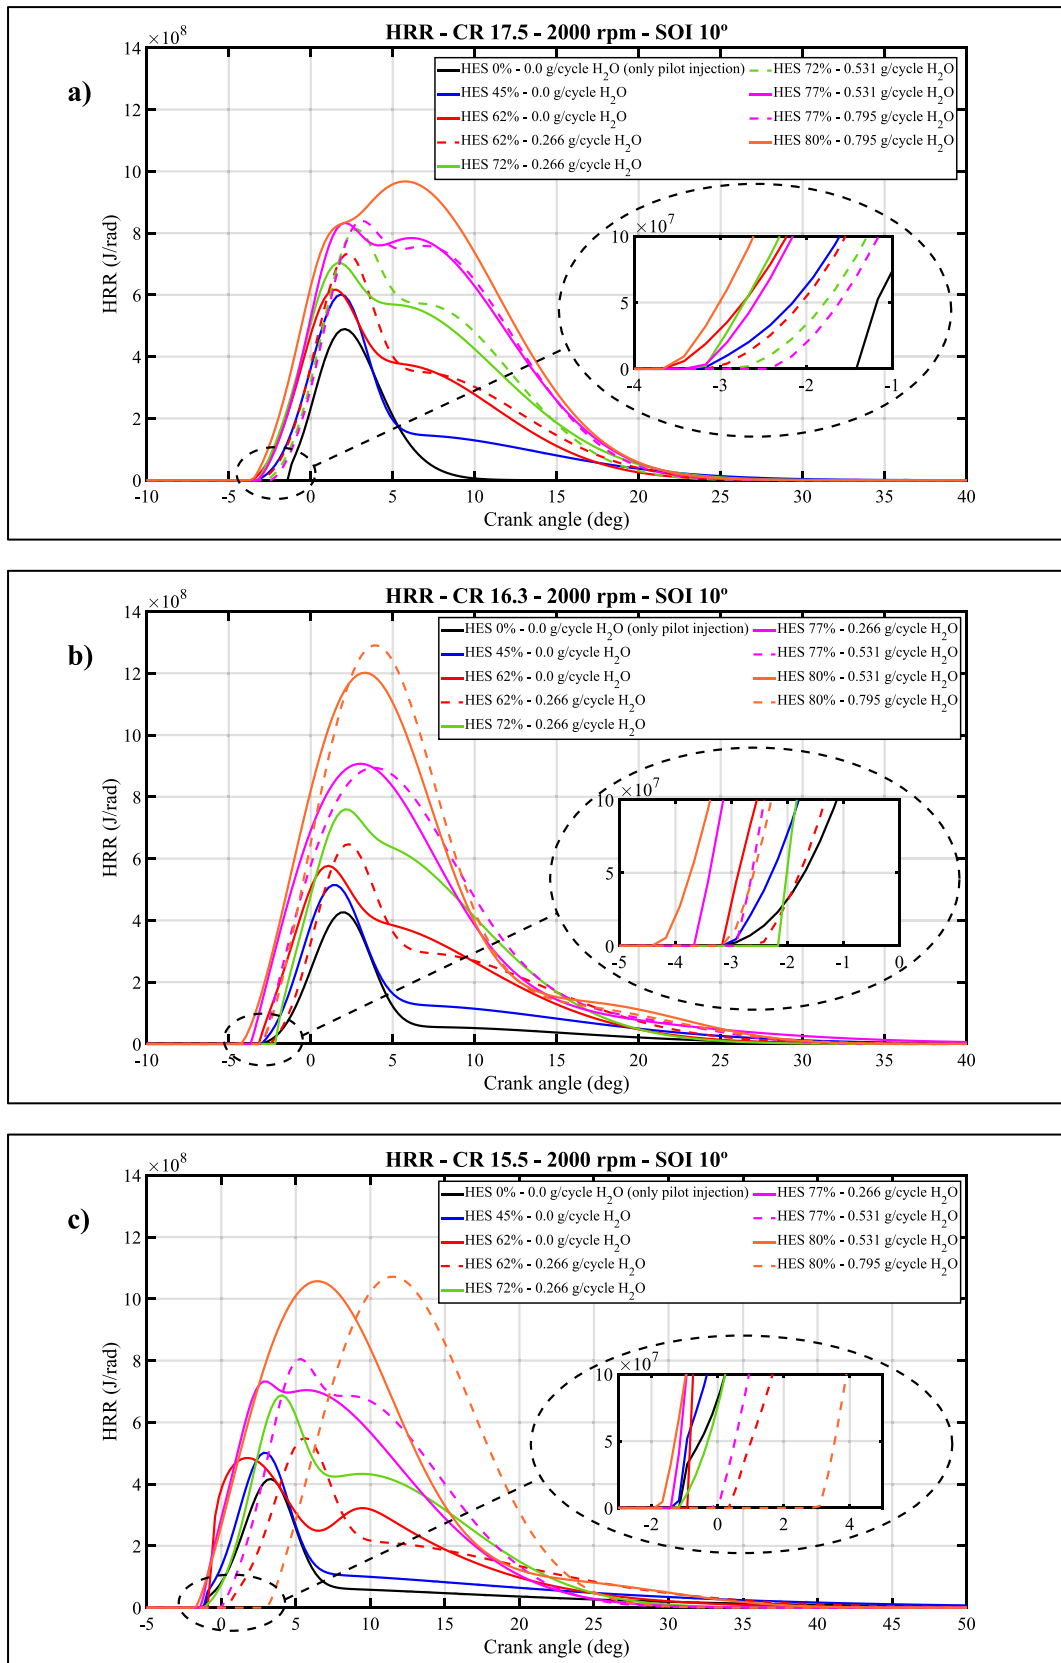 HRR - CR 17.5 - 2000 rpm - SOI 10º
×10⁸
a)
HES 0% - 0.0 g/cycle H₂O (only pilot injection)
HES 45% - 0.0 g/cycle H₂O
HES 62% - 0.0 g/cycle H₂O
HES 62% - 0.266 g/cycle H₂O
HES 72% - 0.266 g/cycle H₂O
HES 72% - 0.531 g/cycle H₂O
HES 77% - 0.531 g/cycle H₂O
HES 77% - 0.795 g/cycle H₂O
HES 80% - 0.795 g/cycle H₂O
HRR (J/rad)
14
12
10
8
6
4
2
0
×10⁷
10
5
0
-4 -3 -2 -1
-10 -5 0 5 10 15 20 25 30 35 40
Crank angle (deg)
HRR - CR 16.3 - 2000 rpm - SOI 10º
×10⁸
b)
HES 0% - 0.0 g/cycle H₂O (only pilot injection)
HES 45% - 0.0 g/cycle H₂O
HES 62% - 0.0 g/cycle H₂O
HES 62% - 0.266 g/cycle H₂O
HES 72% - 0.266 g/cycle H₂O
HES 77% - 0.266 g/cycle H₂O
HES 77% - 0.531 g/cycle H₂O
HES 80% - 0.531 g/cycle H₂O
HES 80% - 0.795 g/cycle H₂O
HRR (J/rad)
14
12
10
8
6
4
2
0
×10⁷
10
5
0
-5 -4 -3 -2 -1 0
-10 -5 0 5 10 15 20 25 30 35 40
Crank angle (deg)
HRR - CR 15.5 - 2000 rpm - SOI 10º
×10⁸
c)
HES 0% - 0.0 g/cycle H₂O (only pilot injection)
HES 45% - 0.0 g/cycle H₂O
HES 62% - 0.0 g/cycle H₂O
HES 62% - 0.266 g/cycle H₂O
HES 72% - 0.266 g/cycle H₂O
HES 77% - 0.266 g/cycle H₂O
HES 77% - 0.531 g/cycle H₂O
HES 80% - 0.531 g/cycle H₂O
HES 80% - 0.795 g/cycle H₂O
HRR (J/rad)
14
12
10
8
6
4
2
0
×10⁷
10
5
0
-2 0 2 4
-5 0 5 10 15 20 25 30 35 40 45 50
Crank angle (deg)